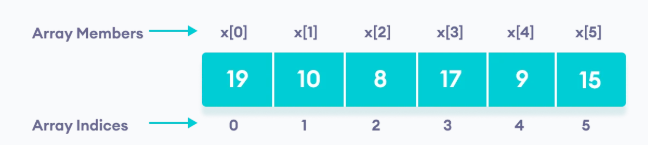 Array Members x[0] x[1] x[2] x[3] x[4] x[5]
19 10 8 17 9 15
Array Indices 0 1 2 3 4 5